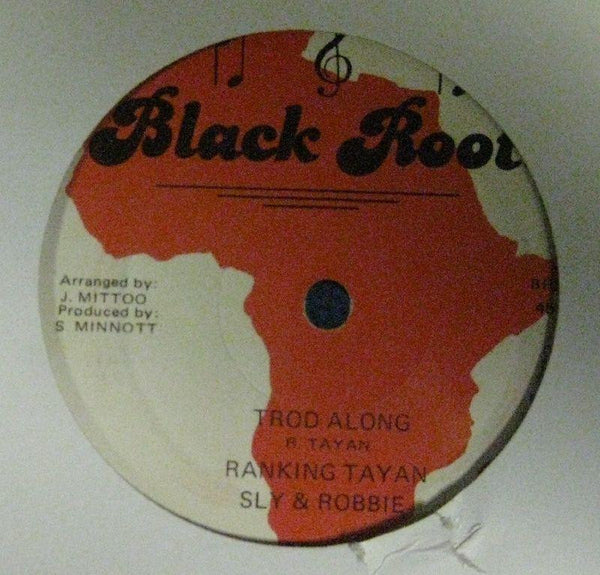 Black Root
Arranged by:
J. MITTOO
Produced by:
S MINNOTT
TROD ALONG
R. TAYAN
RANKING TAYAN
SLY & ROBBIE